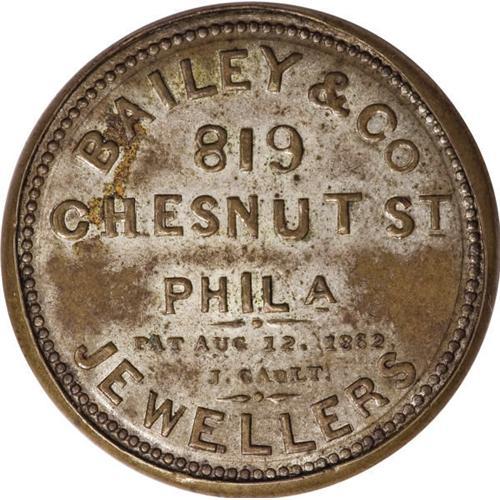 BAILEY & CO
819
CHESNUT ST
PHILA
PAT AUG 12, 1862
J. GAULT.
JEWELLERS